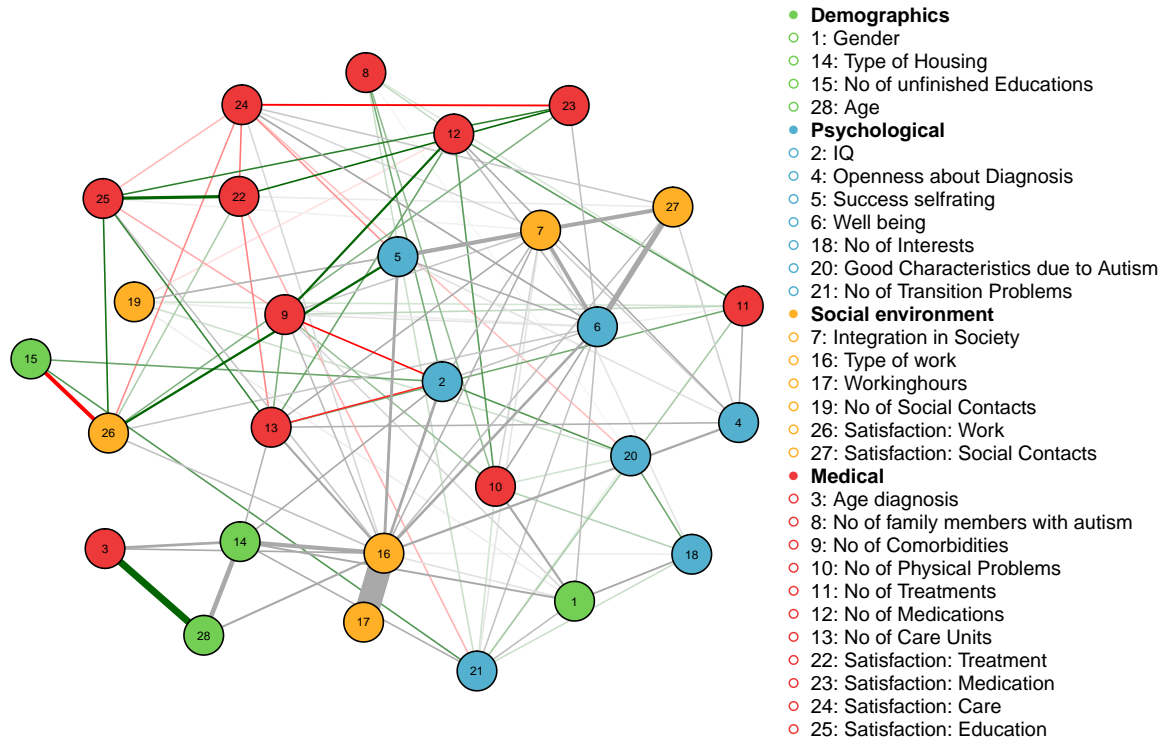 8
24
23
12
25
22
27
7
5
19
9
11
6
15
2
26
13
4
20
10
3
14
16
18
1
17
28
21
Demographics
1: Gender
14: Type of Housing
15: No of unfinished Educations
28: Age
Psychological
2: IQ
4: Openness about Diagnosis
5: Success selfrating
6: Well being
18: No of Interests
20: Good Characteristics due to Autism
21: No of Transition Problems
Social environment
7: Integration in Society
16: Type of work
17: Workinghours
19: No of Social Contacts
26: Satisfaction: Work
27: Satisfaction: Social Contacts
Medical
3: Age diagnosis
8: No of family members with autism
9: No of Comorbidities
10: No of Physical Problems
11: No of Treatments
12: No of Medications
13: No of Care Units
22: Satisfaction: Treatment
23: Satisfaction: Medication
24: Satisfaction: Care
25: Satisfaction: Education